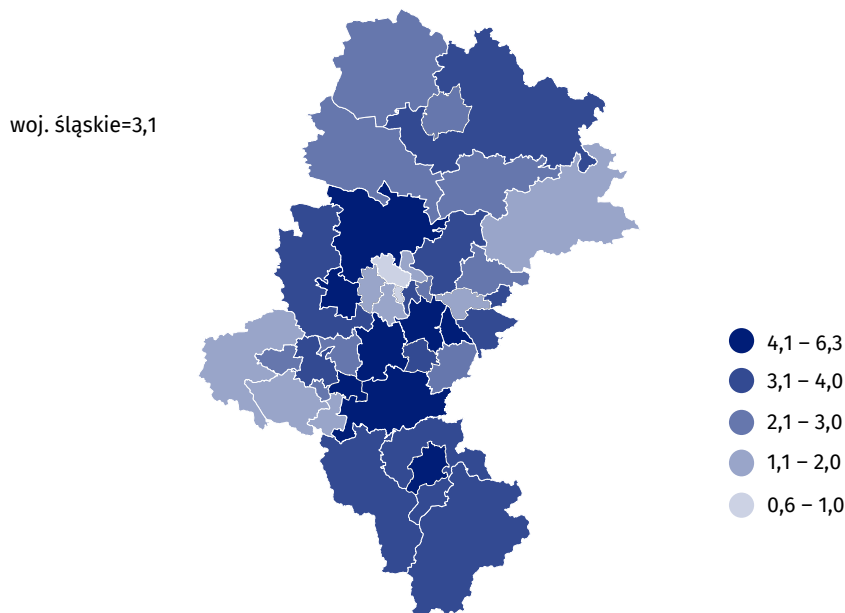 woj. śląskie=3,1
4,1 – 6,3
3,1 – 4,0
2,1 – 3,0
1,1 – 2,0
0,6 – 1,0